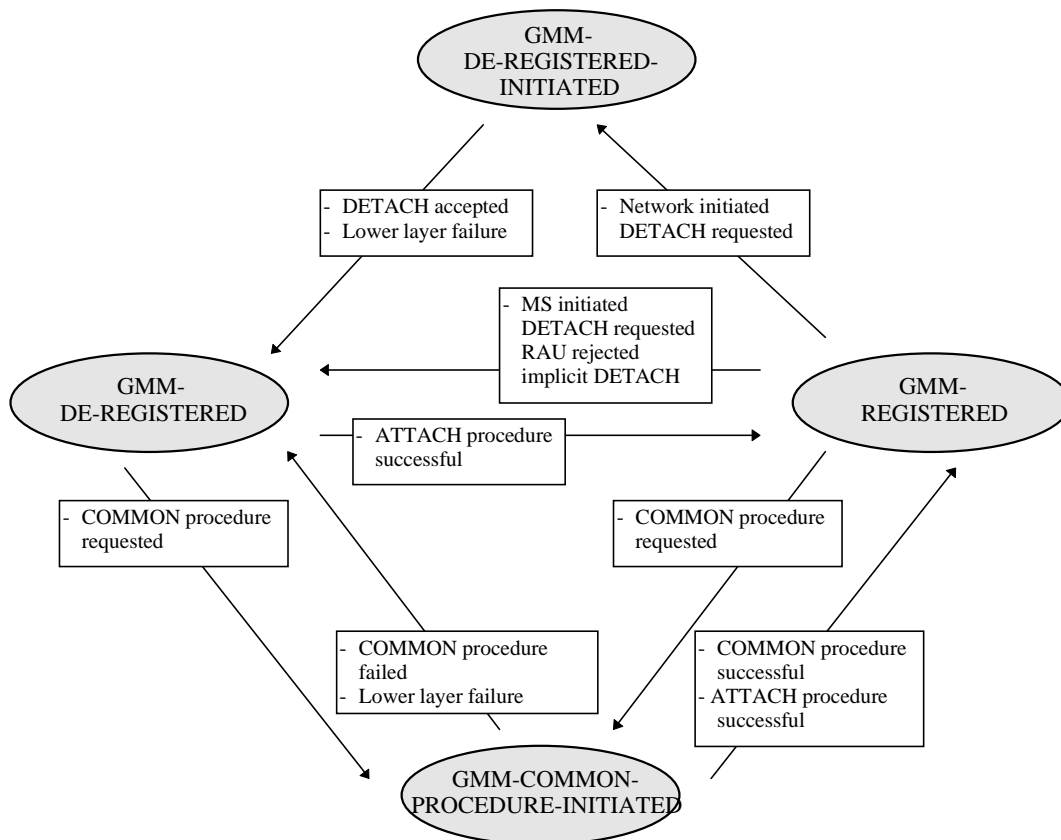 GMM-
DE-REGISTERED-
INITIATED
- DETACH accepted
- Lower layer failure
- Network initiated
DETACH requested
- MS initiated
DETACH requested
RAU rejected
implicit DETACH
GMM-
DE-REGISTERED
GMM-
REGISTERED
- ATTACH procedure
successful
- COMMON procedure
requested
- COMMON procedure
requested
- COMMON procedure
failed
- Lower layer failure
- COMMON procedure
successful
- ATTACH procedure
successful
GMM-COMMON-
PROCEDURE-INITIATED